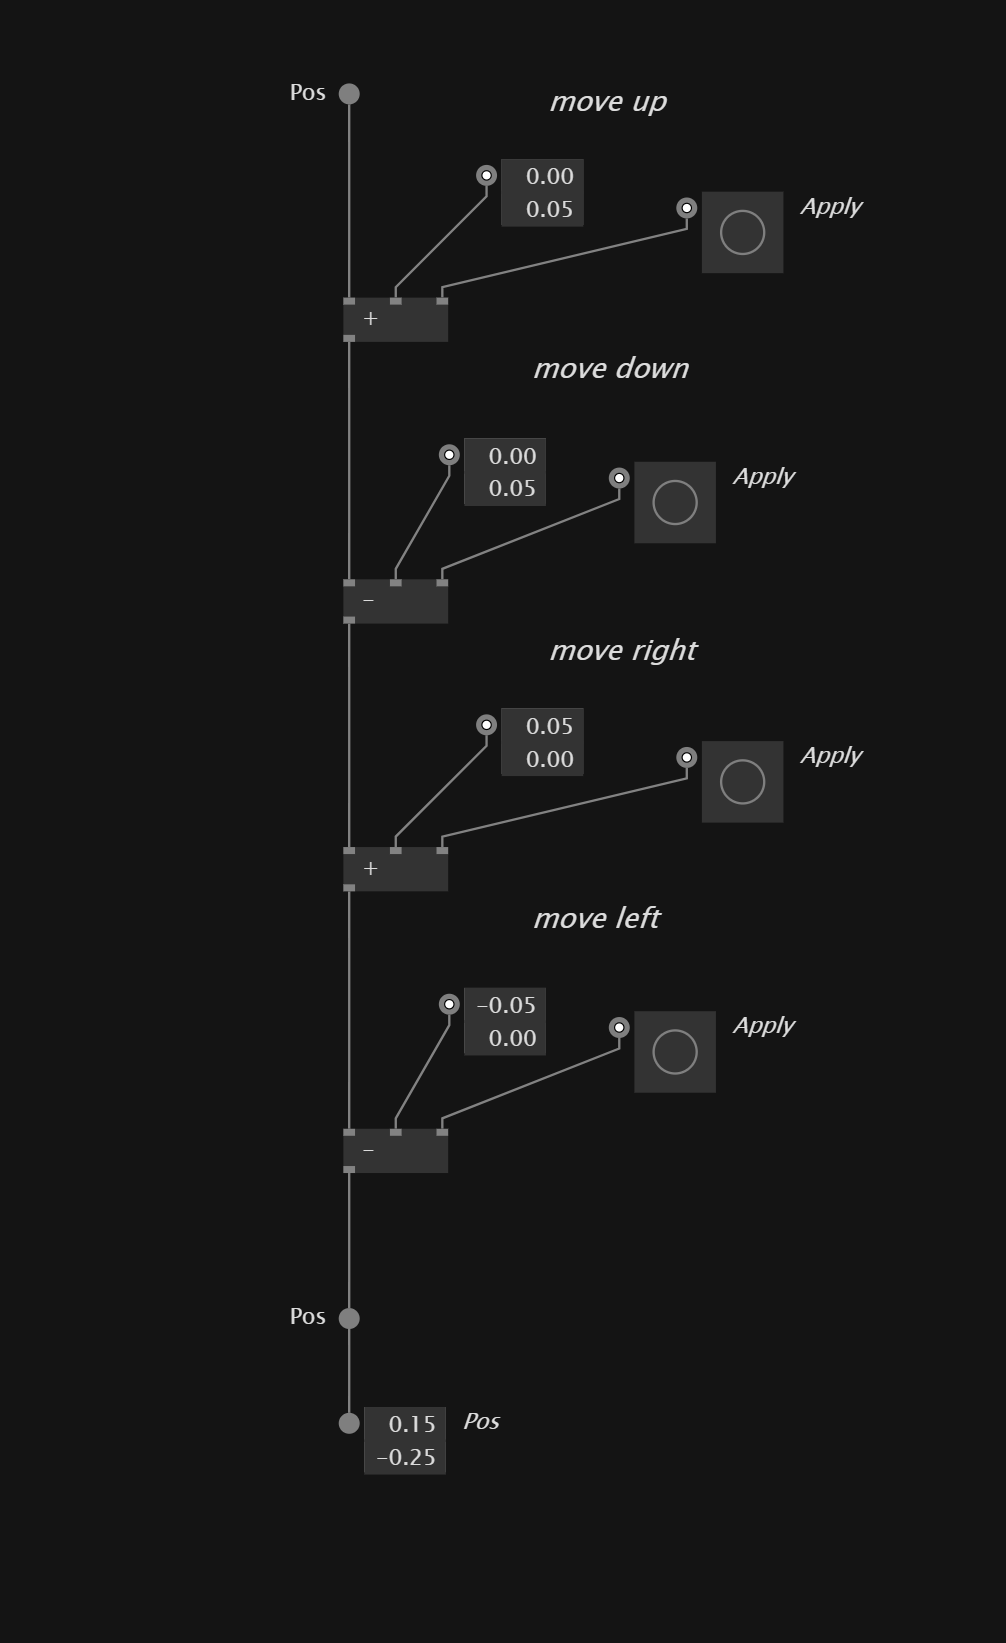 Pos
move up
0.00
0.05
Apply
+
move down
0.00
0.05
Apply
-
move right
0.05
0.00
Apply
+
move left
-0.05
0.00
Apply
-
Pos
0.15
-0.25
Pos